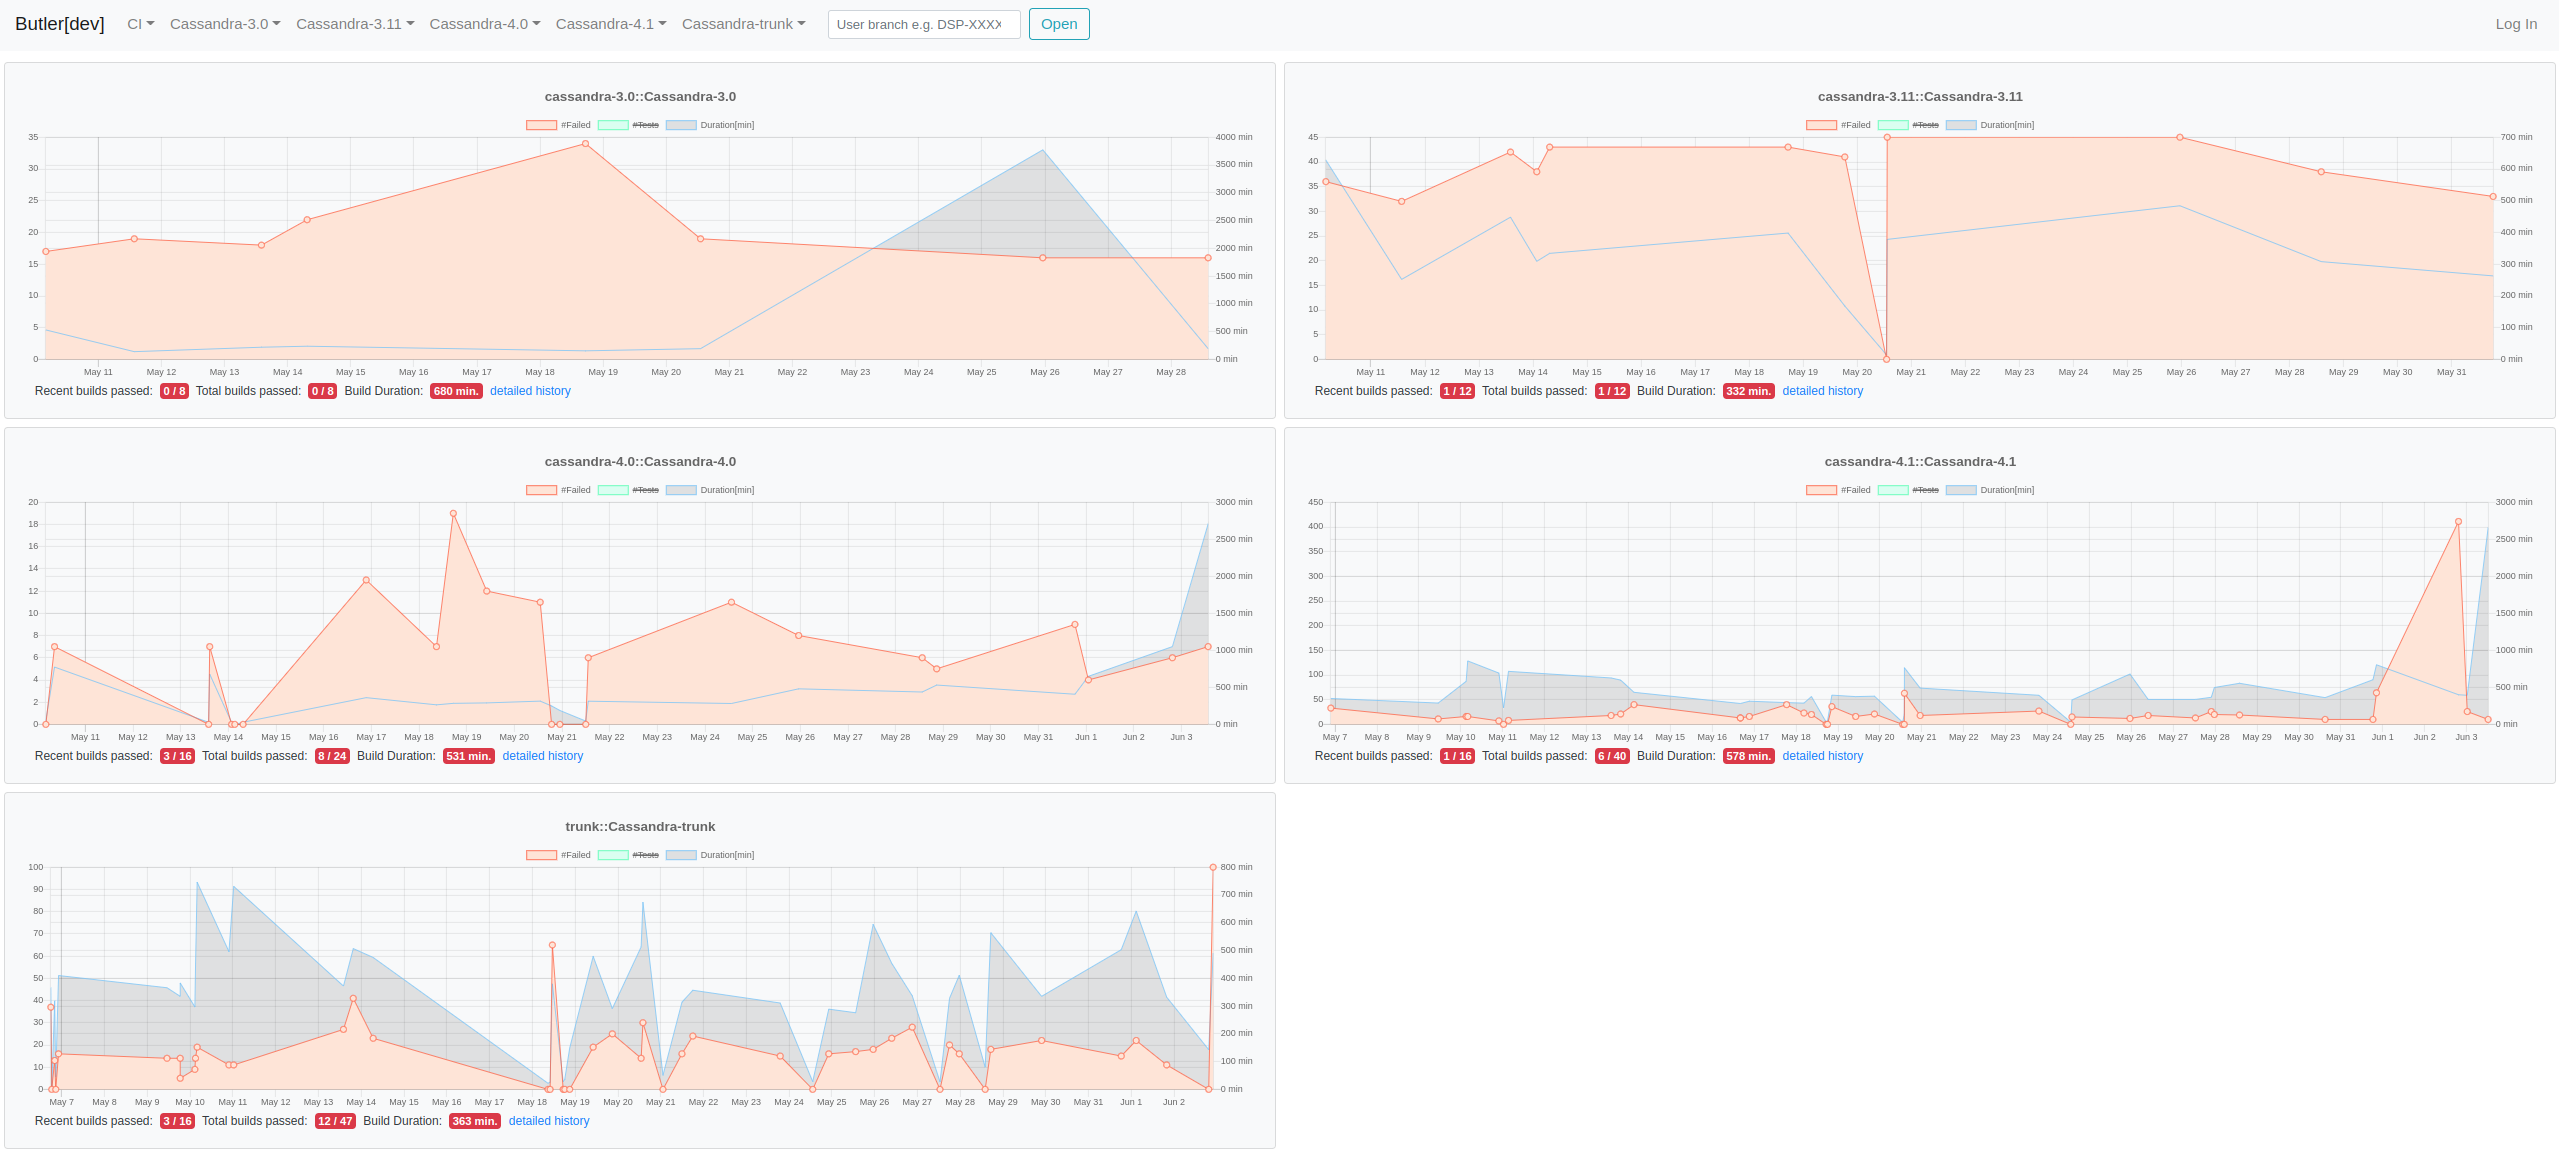 Butler[dev] CI Cassandra-3.0 Cassandra-3.11 Cassandra-4.0 Cassandra-4.1 Cassandra-trunk User branch e.g. DSP-XXXX Open Log In
cassandra-3.0::Cassandra-3.0
#Failed #Tests Duration[min]
35 4000 min
3500 min
30
3000 min
25
2500 min
20
2000 min
15
1500 min
10
1000 min
5 500 min
0 0 min
May 11 May 12 May 13 May 14 May 15 May 16 May 17 May 18 May 19 May 20 May 21 May 22 May 23 May 24 May 25 May 26 May 27 May 28
Recent builds passed: 0 / 8 Total builds passed: 0 / 8 Build Duration: 680 min. detailed history
cassandra-3.11::Cassandra-3.11
#Failed #Tests Duration[min]
45 700 min
40 600 min
35
500 min
30
400 min
25
20 300 min
15 200 min
10
100 min
5
0 0 min
May 11 May 12 May 13 May 14 May 15 May 16 May 17 May 18 May 19 May 20 May 21 May 22 May 23 May 24 May 25 May 26 May 27 May 28 May 29 May 30 May 31
Recent builds passed: 1 / 12 Total builds passed: 1 / 12 Build Duration: 332 min. detailed history
cassandra-4.0::Cassandra-4.0
#Failed #Tests Duration[min]
20 3000 min
18
2500 min
16
14 2000 min
12
10 1500 min
8
6 1000 min
4
500 min
2
0 0 min
May 11 May 12 May 13 May 14 May 15 May 16 May 17 May 18 May 19 May 20 May 21 May 22 May 23 May 24 May 25 May 26 May 27 May 28 May 29 May 30 May 31 Jun 1 Jun 2 Jun 3
Recent builds passed: 3 / 16 Total builds passed: 8 / 24 Build Duration: 531 min. detailed history
cassandra-4.1::Cassandra-4.1
#Failed #Tests Duration[min]
450 3000 min
400
2500 min
350
300 2000 min
250
1500 min
200
150 1000 min
100
500 min
50
0 0 min
May 7 May 8 May 9 May 10 May 11 May 12 May 13 May 14 May 15 May 16 May 17 May 18 May 19 May 20 May 21 May 22 May 23 May 24 May 25 May 26 May 27 May 28 May 29 May 30 May 31 Jun 1 Jun 2 Jun 3
Recent builds passed: 1 / 16 Total builds passed: 6 / 40 Build Duration: 578 min. detailed history
trunk::Cassandra-trunk
#Failed #Tests Duration[min]
100 800 min
90 700 min
80
600 min
70
60 500 min
50 400 min
40
300 min
30
200 min
20
10 100 min
0 0 min
May 7 May 8 May 9 May 10 May 11 May 12 May 13 May 14 May 15 May 16 May 17 May 18 May 19 May 20 May 21 May 22 May 23 May 24 May 25 May 26 May 27 May 28 May 29 May 30 May 31 Jun 1 Jun 2
Recent builds passed: 3 / 16 Total builds passed: 12 / 47 Build Duration: 363 min. detailed history